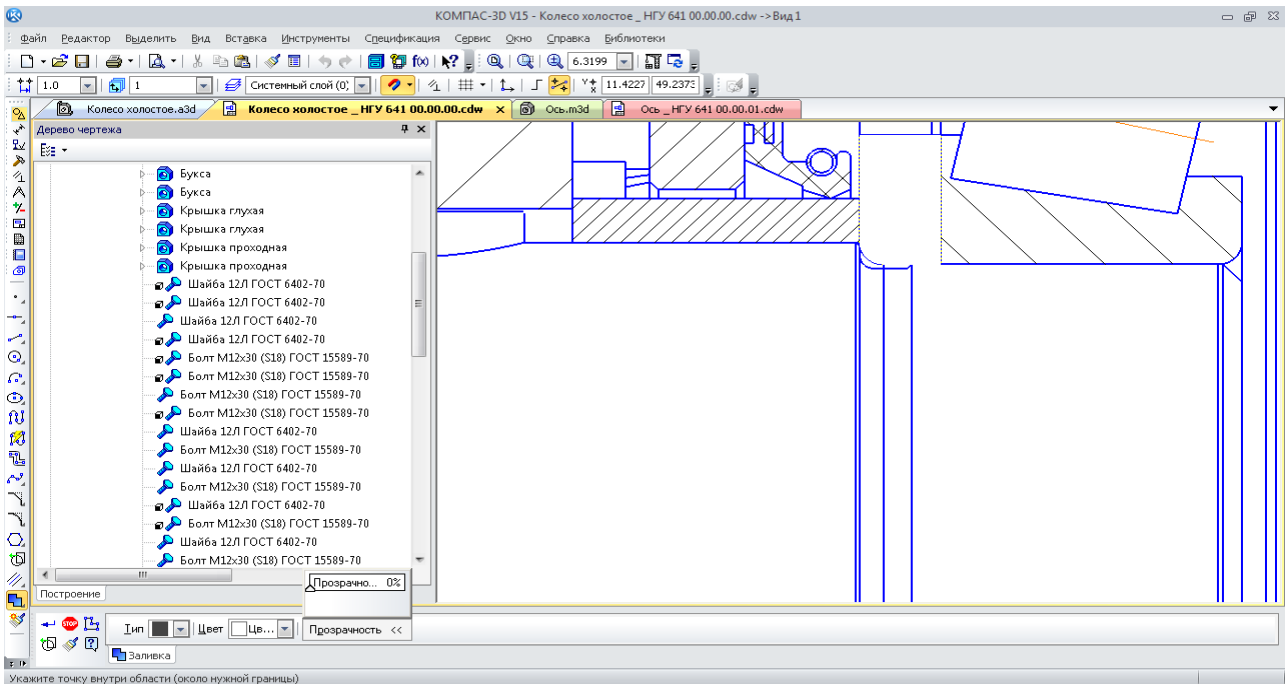 КОМПАС-3D V15 - Колесо холостое _ НГУ 641 00.00.00.cdw ->Вид 1
Файл Редактор Выделить Вид Вставка Инструменты Спецификация Сервис Окно Справка Библиотеки
f(x) 6.3199
1.0 1 Системный слой (0) 11.4227 49.2373
Колесо холостое.a3d Колесо холостое _ НГУ 641 00.00.00.cdw Ось.m3d Ось _ НГУ 641 00.00.01.cdw
Дерево чертежа
Букса
Букса
Крышка глухая
Крышка глухая
Крышка проходная
Крышка проходная
Шайба 12Л ГОСТ 6402-70
Шайба 12Л ГОСТ 6402-70
Шайба 12Л ГОСТ 6402-70
Шайба 12Л ГОСТ 6402-70
Болт М12х30 (S18) ГОСТ 15589-70
Болт М12х30 (S18) ГОСТ 15589-70
Болт М12х30 (S18) ГОСТ 15589-70
Болт М12х30 (S18) ГОСТ 15589-70
Шайба 12Л ГОСТ 6402-70
Болт М12х30 (S18) ГОСТ 15589-70
Шайба 12Л ГОСТ 6402-70
Болт М12х30 (S18) ГОСТ 15589-70
Шайба 12Л ГОСТ 6402-70
Болт М12х30 (S18) ГОСТ 15589-70
Шайба 12Л ГОСТ 6402-70
Болт М12х30 (S18) ГОСТ 15589-70
Прозрачно... 0%
Построение
STOP Тип Цвет Цв... Прозрачность <<
Заливка
Укажите точку внутри области (около нужной границы)